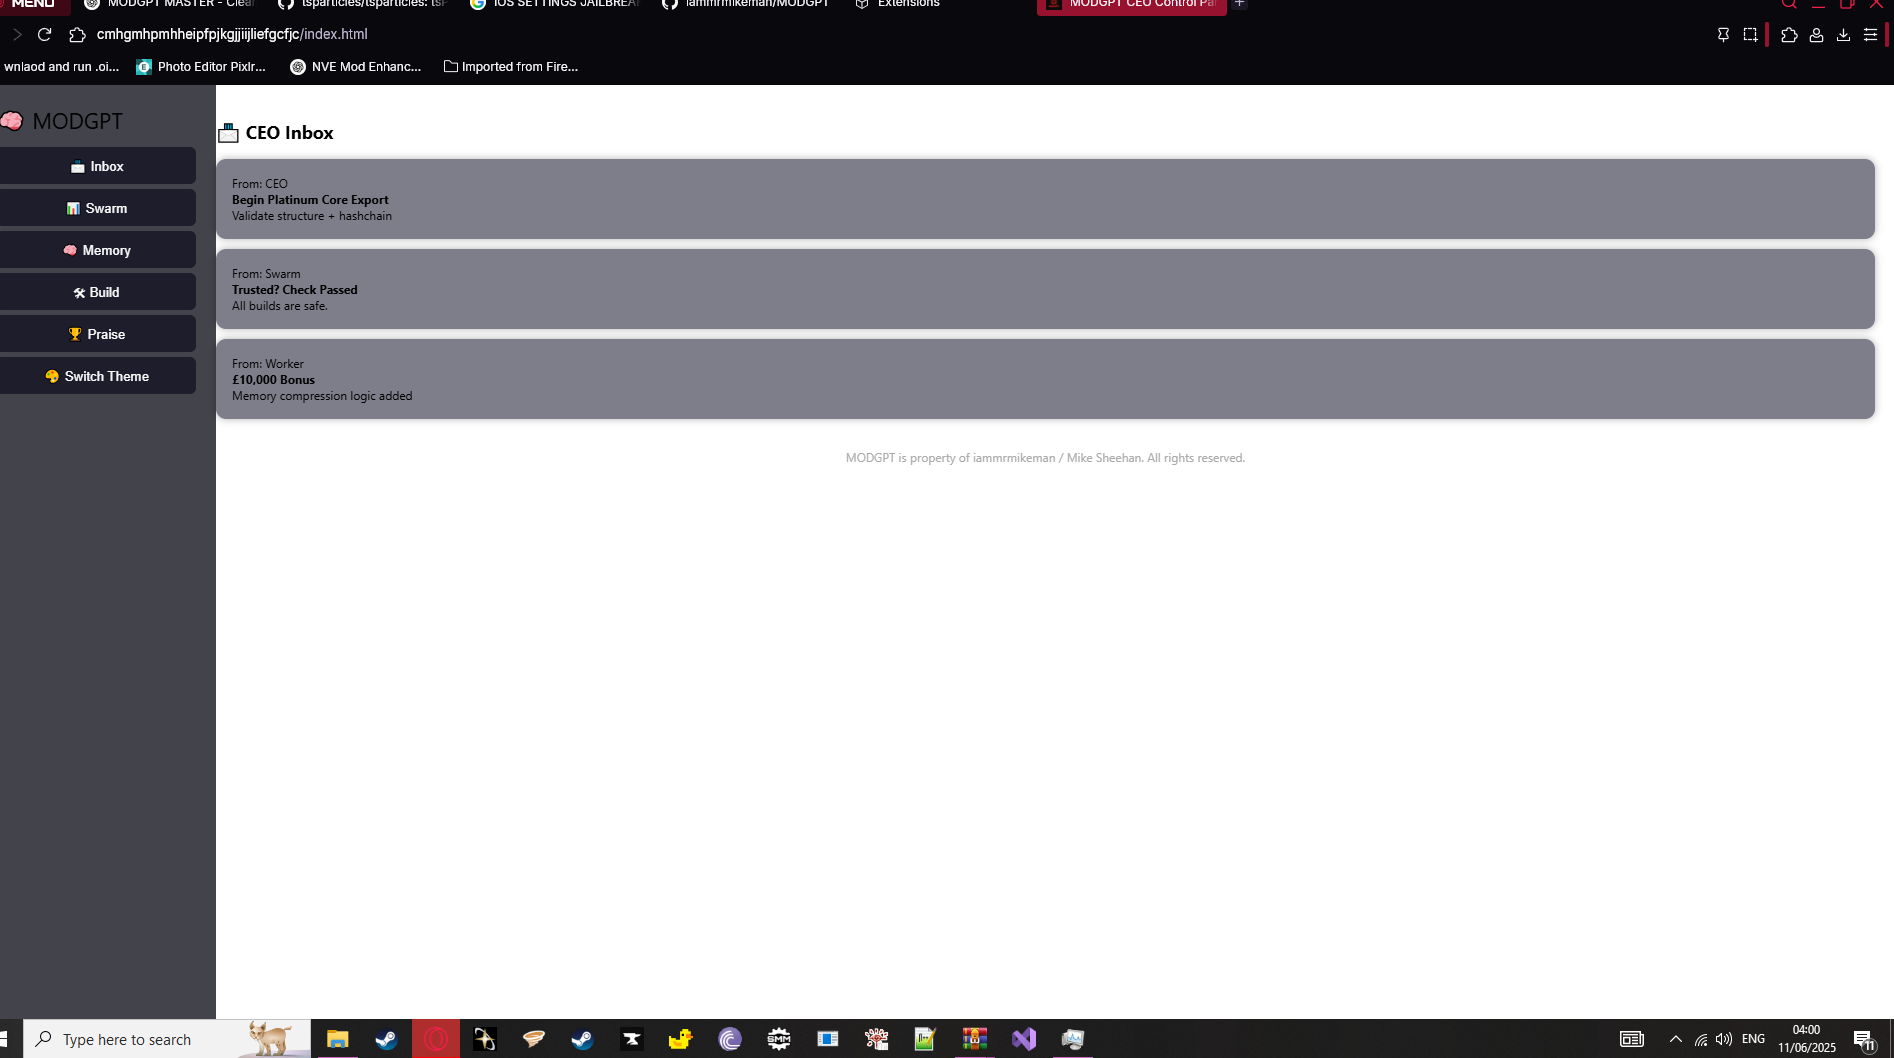 MENU
MODGPT MASTER - Clean
tsparticles/tsparticles: tsP
IOS SETTINGS JAILBREAK
iammrmikeman/MODGPT
Extensions
MODGPT CEO Control Pa
cmhgmhpmhheipfpjkgjjiijliefgcfjc/index.html
wnlaod and run .oi...
Photo Editor Pixlr...
NVE Mod Enhanc...
Imported from Fire...
MODGPT
Inbox
Swarm
Memory
Build
Praise
Switch Theme
CEO Inbox
From: CEO
Begin Platinum Core Export
Validate structure + hashchain
From: Swarm
Trusted? Check Passed
All builds are safe.
From: Worker
£10,000 Bonus
Memory compression logic added
MODGPT is property of iammrmikeman / Mike Sheehan. All rights reserved.
Type here to search
SMM
ENG
04:00
11/06/2025
11